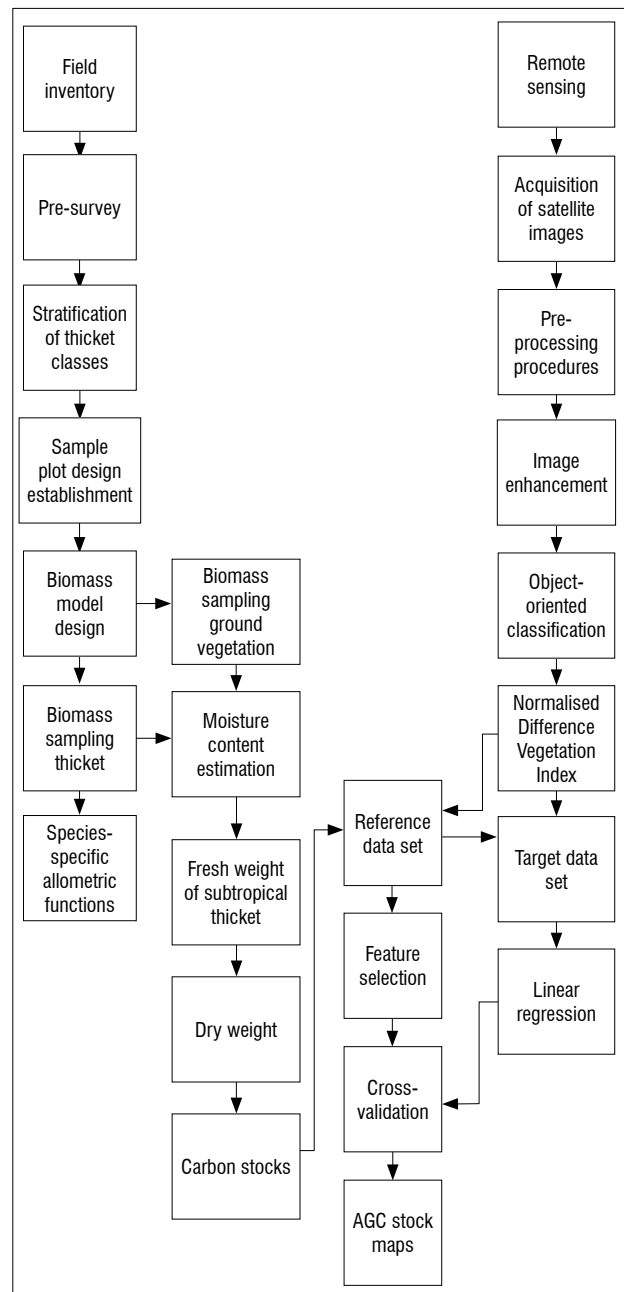 Field
inventory
Pre-survey
Stratification
of thicket
classes
Sample
plot design
establishment
Biomass
model
design
Biomass
sampling
thicket
Species-
specific
allometric
functions
Biomass
sampling
ground
vegetation
Moisture
content
estimation
Fresh weight
of subtropical
thicket
Dry weight
Carbon stocks
Reference
data set
Feature
selection
Cross-
validation
AGC stock
maps
Remote
sensing
Acquisition
of satellite
images
Pre-
processing
procedures
Image
enhancement
Object-
oriented
classification
Normalised
Difference
Vegetation
Index
Target data
set
Linear
regression